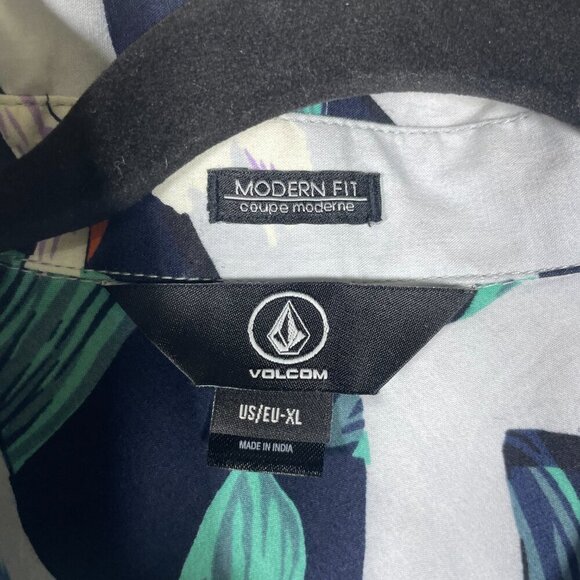 MODERN FIT
coupe moderne
VOLCOM
US/EU-XL
MADE IN INDIA